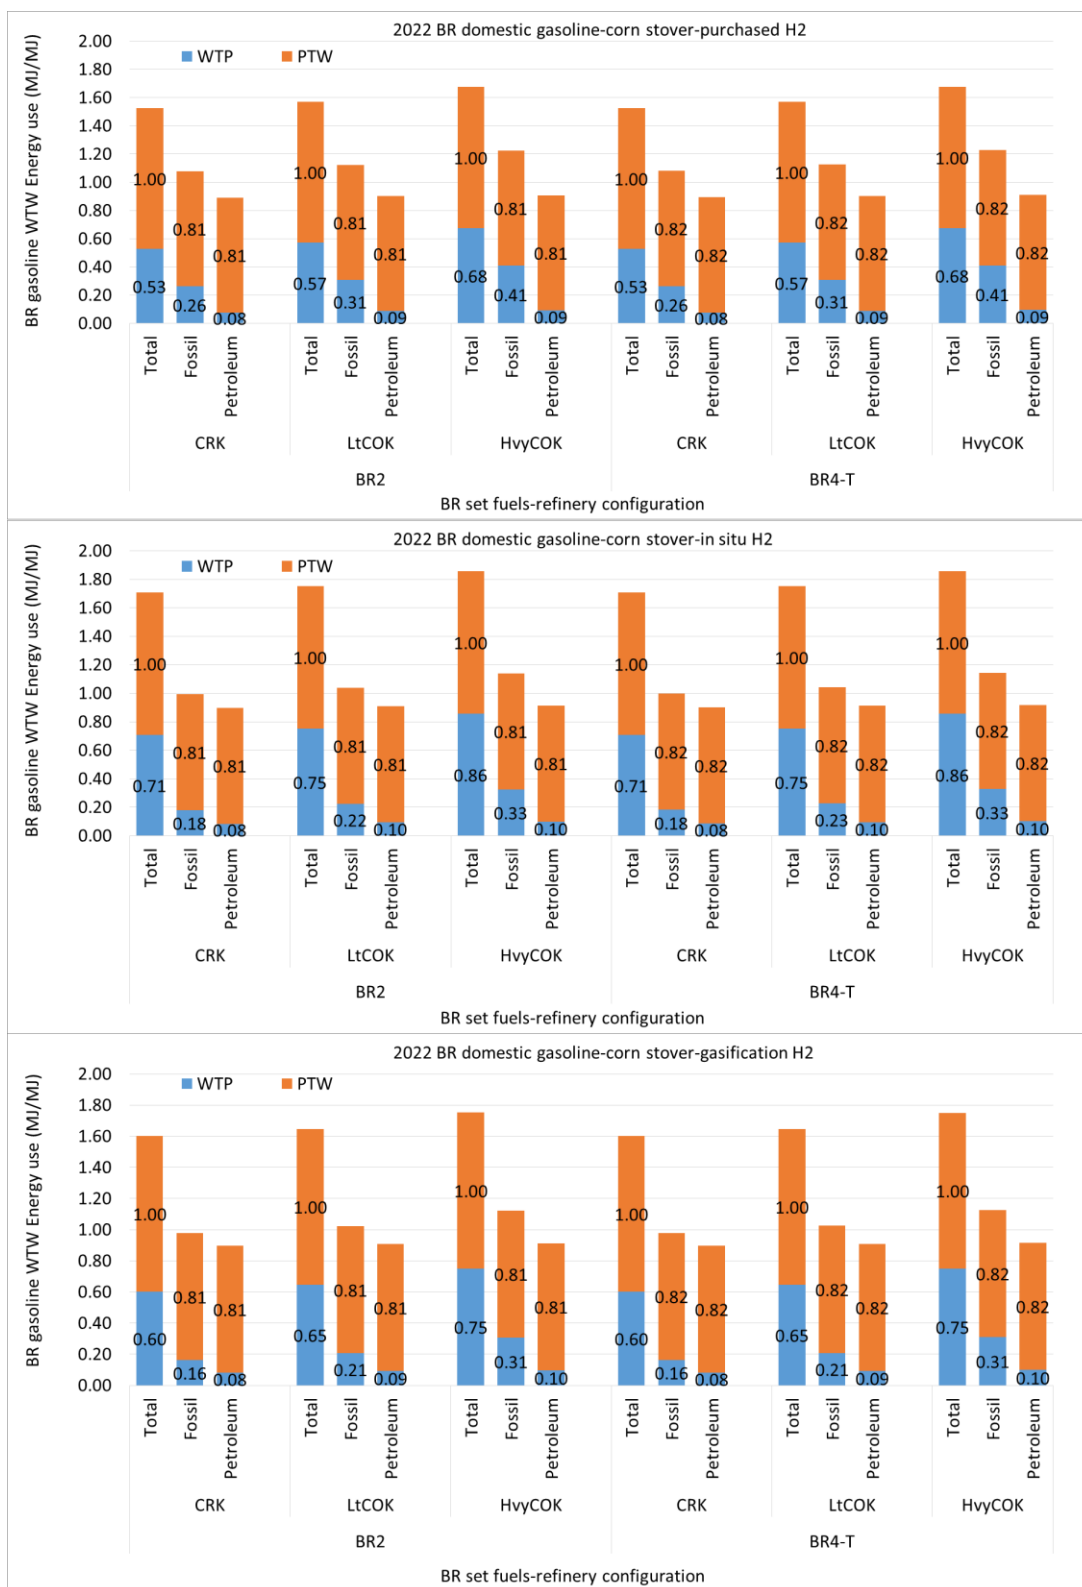 2022 BR domestic gasoline-corn stover-purchased H2
BR gasoline WTW Energy use (MJ/MJ)
WTP PTW
2.00
1.80
1.60
1.40
1.20
1.00
0.80
0.60
0.40
0.20
0.00
1.00 0.81 0.81 1.00 0.81 0.81 1.00 0.81 0.81 1.00 0.82 0.82 1.00 0.82 0.82 1.00 0.82 0.82
0.53 0.26 0.08 0.57 0.31 0.09 0.68 0.41 0.09 0.53 0.26 0.08 0.57 0.31 0.09 0.68 0.41 0.09
Total Fossil Petroleum Total Fossil Petroleum Total Fossil Petroleum Total Fossil Petroleum Total Fossil Petroleum Total Fossil Petroleum
CRK LtCOK HvyCOK CRK LtCOK HvyCOK
BR2 BR4-T
BR set fuels-refinery configuration
2022 BR domestic gasoline-corn stover-in situ H2
BR gasoline WTW Energy use (MJ/MJ)
WTP PTW
2.00
1.80
1.60
1.40
1.20
1.00
0.80
0.60
0.40
0.20
0.00
1.00 0.81 0.81 1.00 0.81 0.81 1.00 0.81 0.81 1.00 0.82 0.82 1.00 0.82 0.82 1.00 0.82 0.82
0.71 0.18 0.08 0.75 0.22 0.10 0.86 0.33 0.10 0.71 0.18 0.08 0.75 0.23 0.10 0.86 0.33 0.10
Total Fossil Petroleum Total Fossil Petroleum Total Fossil Petroleum Total Fossil Petroleum Total Fossil Petroleum Total Fossil Petroleum
CRK LtCOK HvyCOK CRK LtCOK HvyCOK
BR2 BR4-T
BR set fuels-refinery configuration
2022 BR domestic gasoline-corn stover-gasification H2
BR gasoline WTW Energy use (MJ/MJ)
WTP PTW
2.00
1.80
1.60
1.40
1.20
1.00
0.80
0.60
0.40
0.20
0.00
1.00 0.81 0.81 1.00 0.81 0.81 1.00 0.81 0.81 1.00 0.82 0.82 1.00 0.82 0.82 1.00 0.82 0.82
0.60 0.16 0.08 0.65 0.21 0.09 0.75 0.31 0.10 0.60 0.16 0.08 0.65 0.21 0.09 0.75 0.31 0.10
Total Fossil Petroleum Total Fossil Petroleum Total Fossil Petroleum Total Fossil Petroleum Total Fossil Petroleum Total Fossil Petroleum
CRK LtCOK HvyCOK CRK LtCOK HvyCOK
BR2 BR4-T
BR set fuels-refinery configuration